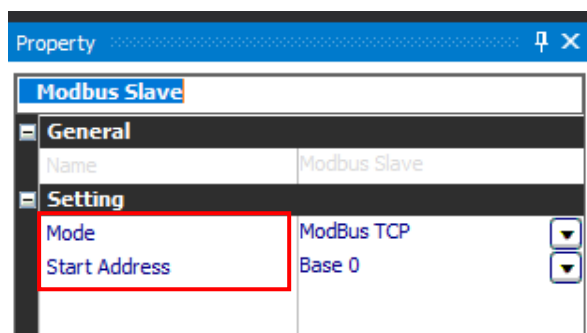 Property
Modbus Slave
General
Name Modbus Slave
Setting
Mode ModBus TCP
Start Address Base 0